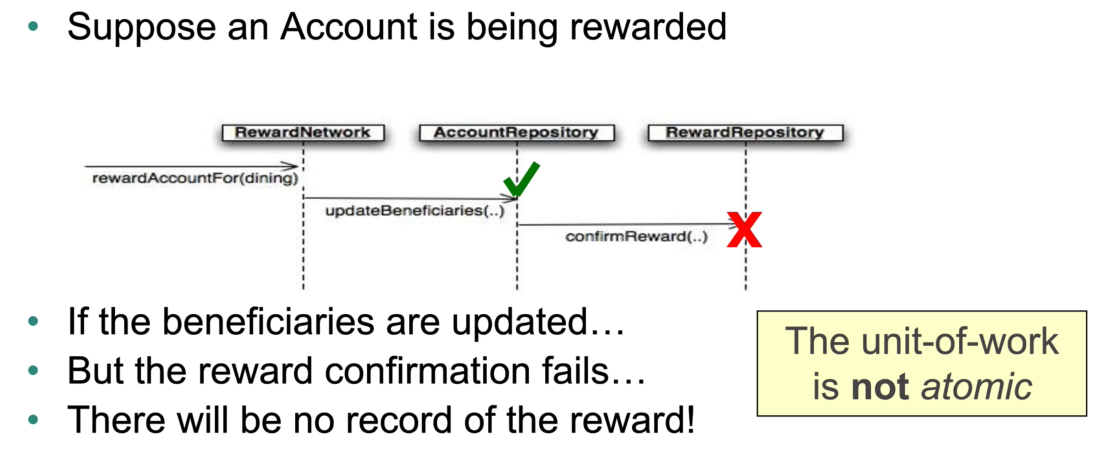 • Suppose an Account is being rewarded
RewardNetwork AccountRepository RewardRepository
rewardAccountFor(dining)
updateBeneficiaries(..)
confirmReward(..)
• If the beneficiaries are updated…
• But the reward confirmation fails…
• There will be no record of the reward!
The unit-of-work
is not atomic